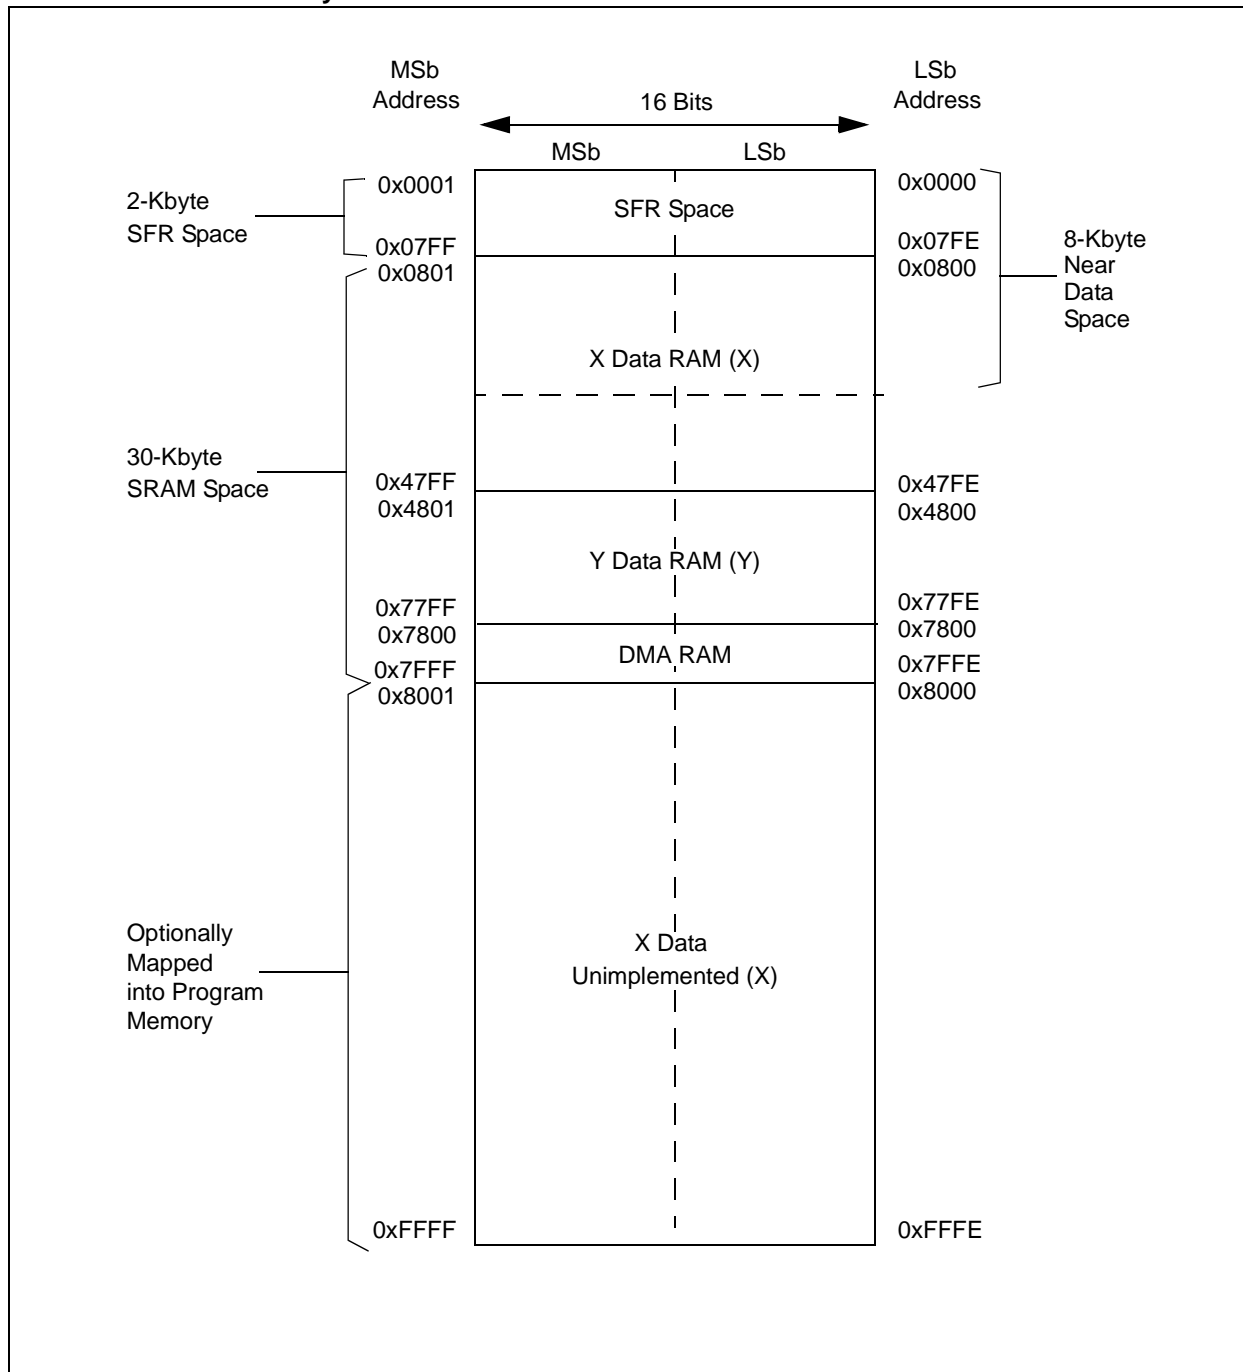 MSb
Address
LSb
Address
16 Bits
MSb
LSb
2-Kbyte
SFR Space
0x0001
SFR Space
0x0000
0x07FF
0x0801
0x07FE
0x0800
8-Kbyte
Near
Data
Space
X Data RAM (X)
30-Kbyte
SRAM Space
0x47FF
0x4801
0x47FE
0x4800
Y Data RAM (Y)
0x77FF
0x7800
0x77FE
0x7800
DMA RAM
0x7FFF
0x8001
0x7FFE
0x8000
Optionally
Mapped
into Program
Memory
X Data
Unimplemented (X)
0xFFFF
0xFFFE